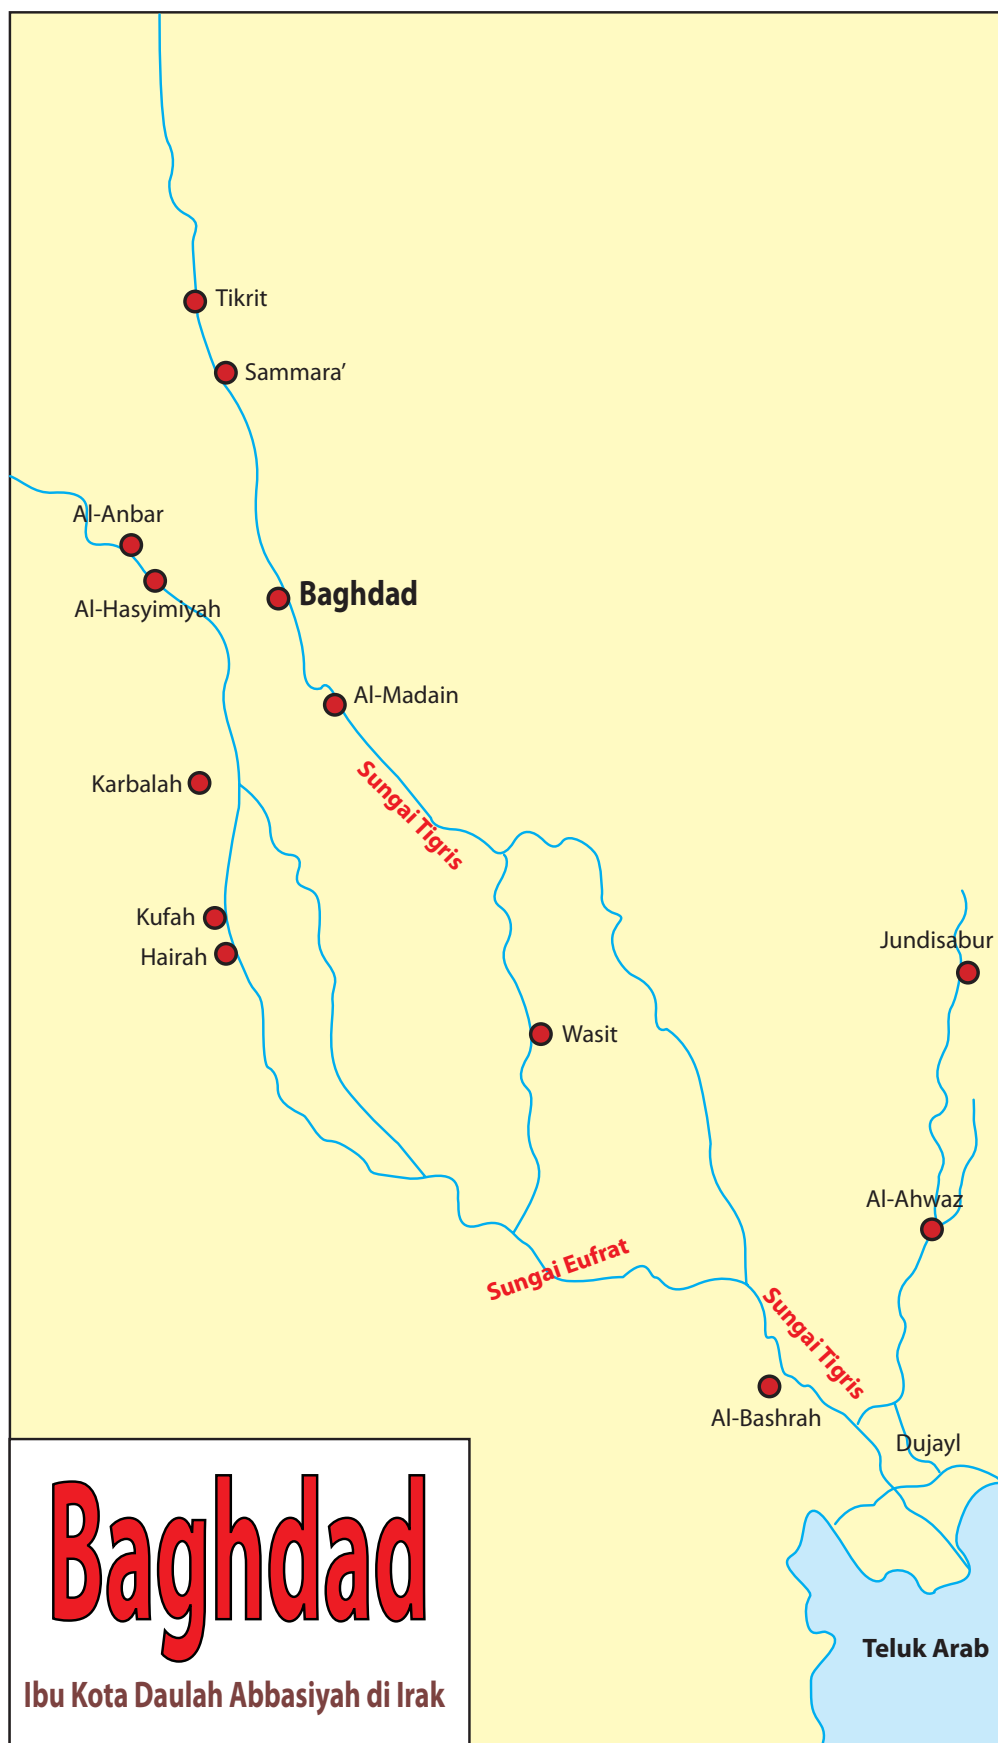 Tikrit
Sammara’
Al-Anbar
Baghdad
Al-Hasyimiyah
Al-Madain
Karbalah
Sungai Tigris
Kufah
Hairah
Jundisabur
Wasit
Al-Ahwaz
Sungai Eufrat
Sungai Tigris
Al-Bashrah
Dujayl
Teluk Arab
Baghdad
Ibu Kota Daulah Abbasiyah di Irak